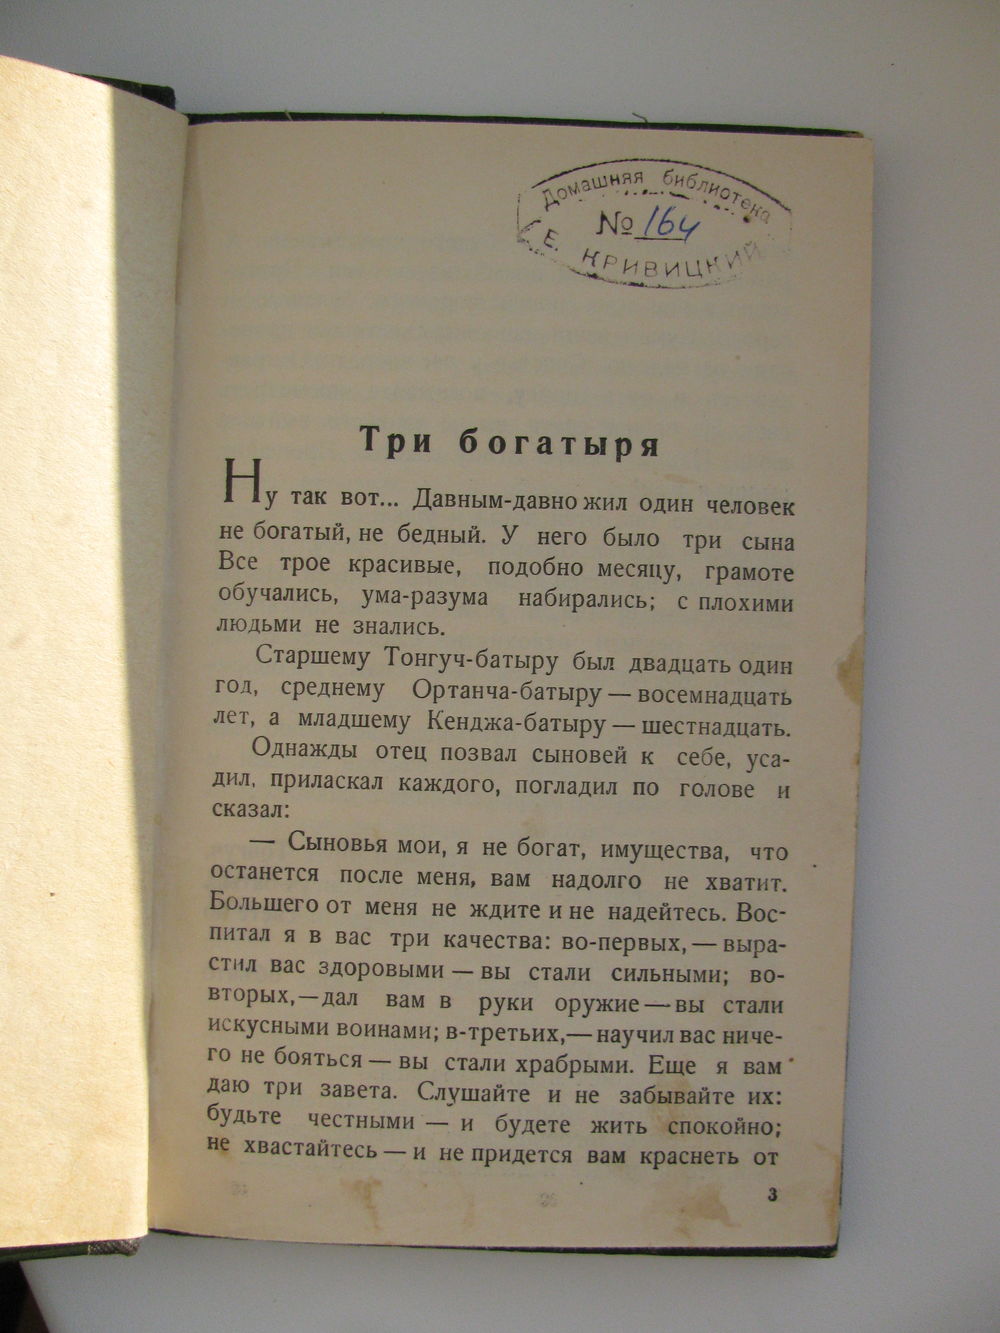 Домашняя библиотека
№ 164
Е. КРИВИЦКИЙ
Три богатыря
Ну так вот... Давным-давно жил один человек
не богатый, не бедный. У него было три сына
Все трое красивые, подобно месяцу, грамоте
обучались, ума-разума набирались; с плохими
людьми не знались.
Старшему Тонгуч-батыру был двадцать один
год, среднему Ортанча-батыру — восемнадцать
лет, а младшему Кенджа-батыру — шестнадцать.
Однажды отец позвал сыновей к себе, уса-
дил, приласкал каждого, погладил по голове и
сказал:
— Сыновья мои, я не богат, имущества, что
останется после меня, вам надолго не хватит.
Большего от меня не ждите и не надейтесь. Вос-
питал я в вас три качества: во-первых, — выра-
стил вас здоровыми — вы стали сильными; во-
вторых, — дал вам в руки оружие — вы стали
искусными воинами; в-третьих, — научил вас ниче-
го не бояться — вы стали храбрыми. Еще я вам
даю три завета. Слушайте и не забывайте их:
будьте честными — и будете жить спокойно;
не хвастайтесь — и не придется вам краснеть от
3